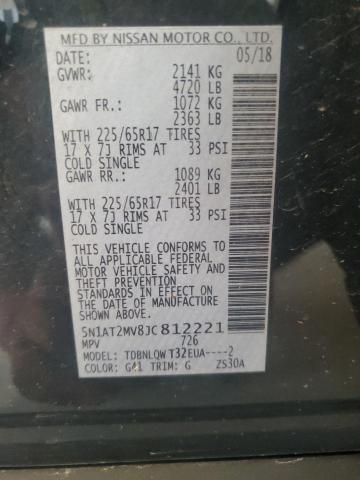 MFD BY NISSAN MOTOR CO., LTD.
DATE: 05/18
GVWR: 2141 KG
4720 LB
GAWR FR.: 1072 KG
2363 LB
WITH 225/65R17 TIRES
17 X 7J RIMS AT 33 PSI
COLD SINGLE
GAWR RR.: 1089 KG
2401 LB
WITH 225/65R17 TIRES
17 X 7J RIMS AT 33 PSI
COLD SINGLE
THIS VEHICLE CONFORMS TO
ALL APPLICABLE FEDERAL
MOTOR VEHICLE SAFETY AND
THEFT PREVENTION
STANDARDS IN EFFECT ON
THE DATE OF MANUFACTURE
SHOWN ABOVE.
5N1AT2MV8JC812221
MPV 726
MODEL: TDBNLQWT32EUA----2
COLOR: G41 TRIM: G ZS30A